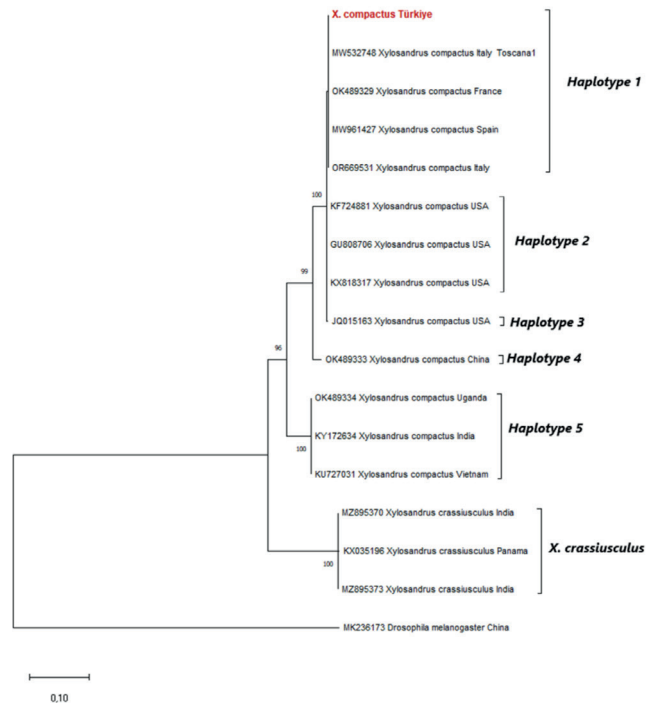 X. compactus Türkiye
MW532748 Xylosandrus compactus Italy Toscana1
Haplotype 1
OK489329 Xylosandrus compactus France
MW961427 Xylosandrus compactus Spain
OR669531 Xylosandrus compactus Italy
100
KF724881 Xylosandrus compactus USA
GU808706 Xylosandrus compactus USA
Haplotype 2
99
KX818317 Xylosandrus compactus USA
JQ015163 Xylosandrus compactus USA
Haplotype 3
96
OK489333 Xylosandrus compactus China
Haplotype 4
OK489334 Xylosandrus compactus Uganda
Haplotype 5
KY172634 Xylosandrus compactus India
100
KU727031 Xylosandrus compactus Vietnam
MZ895370 Xylosandrus crassiusculus India
KX035196 Xylosandrus crassiusculus Panama
X. crassiusculus
100
MZ895373 Xylosandrus crassiusculus India
MK236173 Drosophila melanogaster China
0,10